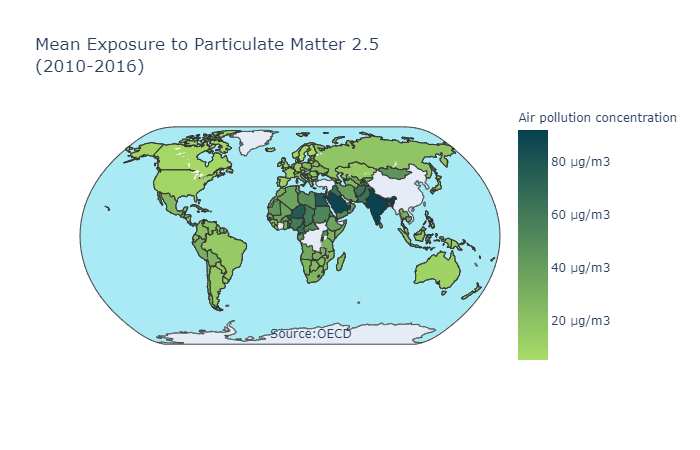 Mean Exposure to Particulate Matter 2.5
(2010-2016)
Air pollution concentration
80 μg/m3
60 μg/m3
40 μg/m3
20 μg/m3
Source:OECD